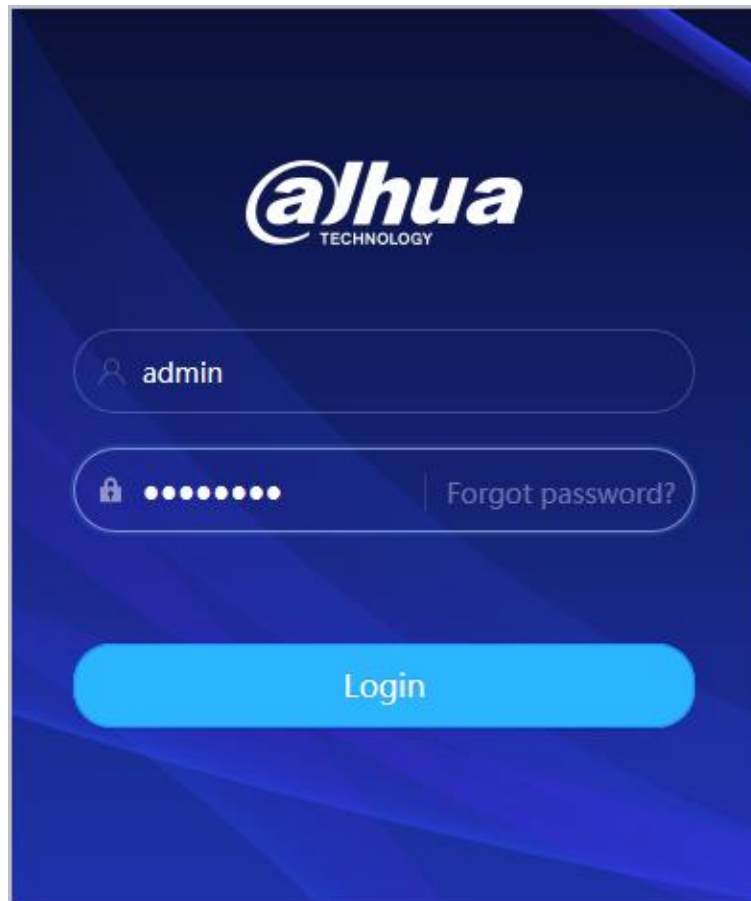 alhua
TECHNOLOGY
admin
••••••••
Forgot password?
Login